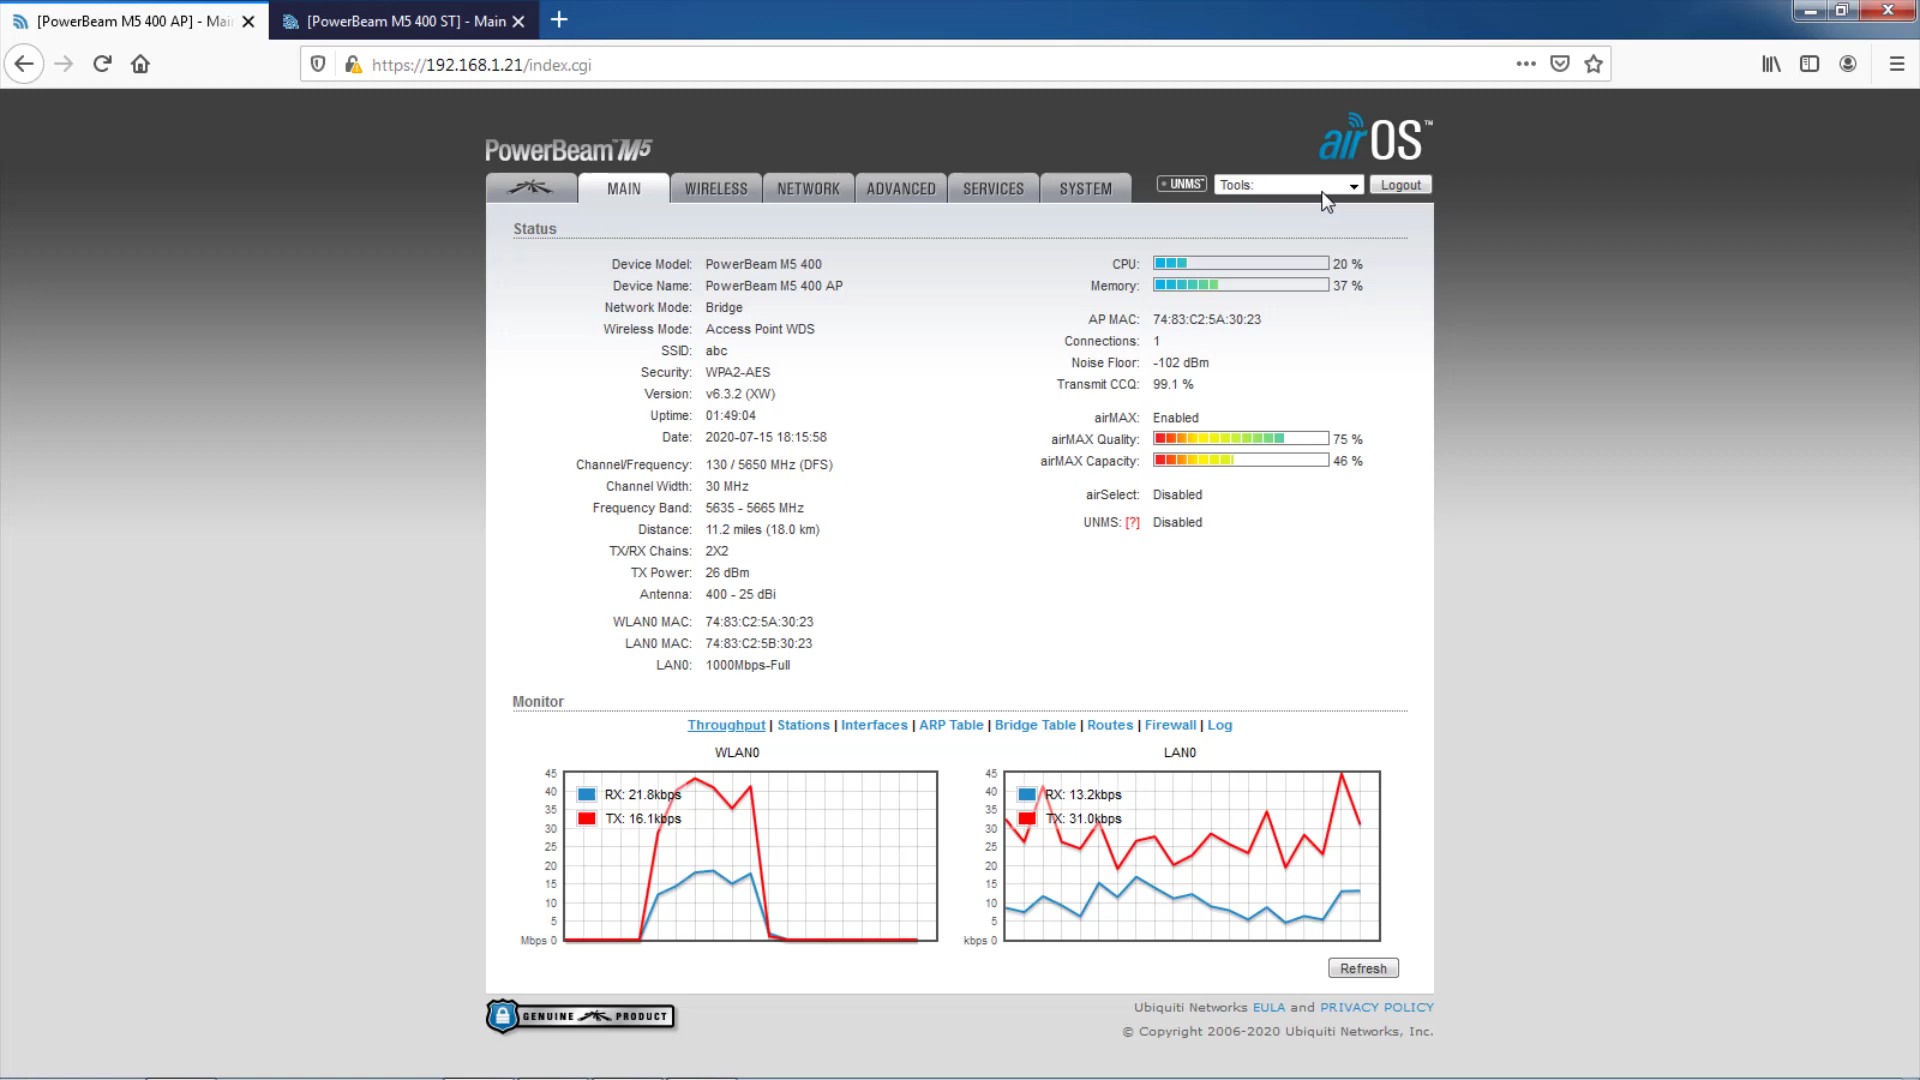 [PowerBeam M5 400 AP] - Mai
[PowerBeam M5 400 ST] - Main
https://192.168.1.21/index.cgi
PowerBeam™ M5
airOS™
MAIN
WIRELESS
NETWORK
ADVANCED
SERVICES
SYSTEM
UNMS™
Tools:
Logout
Status
Device Model: PowerBeam M5 400
Device Name: PowerBeam M5 400 AP
Network Mode: Bridge
Wireless Mode: Access Point WDS
SSID: abc
Security: WPA2-AES
Version: v6.3.2 (XW)
Uptime: 01:49:04
Date: 2020-07-15 18:15:58
Channel/Frequency: 130 / 5650 MHz (DFS)
Channel Width: 30 MHz
Frequency Band: 5635 - 5665 MHz
Distance: 11.2 miles (18.0 km)
TX/RX Chains: 2X2
TX Power: 26 dBm
Antenna: 400 - 25 dBi
WLAN0 MAC: 74:83:C2:5A:30:23
LAN0 MAC: 74:83:C2:5B:30:23
LAN0: 1000Mbps-Full
CPU: 20 %
Memory: 37 %
AP MAC: 74:83:C2:5A:30:23
Connections: 1
Noise Floor: -102 dBm
Transmit CCQ: 99.1 %
airMAX: Enabled
airMAX Quality: 75 %
airMAX Capacity: 46 %
airSelect: Disabled
UNMS: [?] Disabled
Monitor
Throughput | Stations | Interfaces | ARP Table | Bridge Table | Routes | Firewall | Log
WLAN0
45
40
35
30
25
20
15
10
5
Mbps 0
RX: 21.8kbps
TX: 16.1kbps
LAN0
45
40
35
30
25
20
15
10
5
kbps 0
RX: 13.2kbps
TX: 31.0kbps
Refresh
GENUINE PRODUCT
Ubiquiti Networks EULA and PRIVACY POLICY
© Copyright 2006-2020 Ubiquiti Networks, Inc.